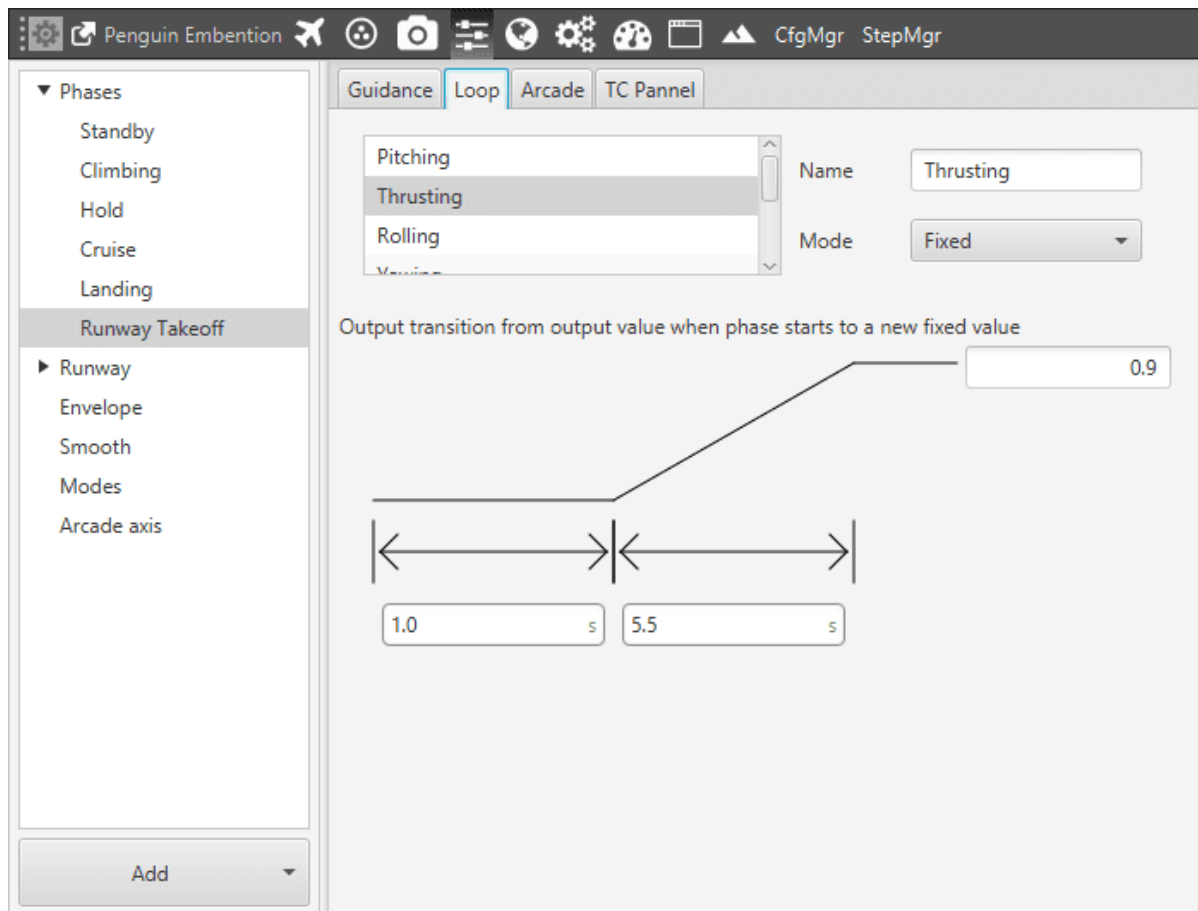 Penguin Embention CfgMgr StepMgr
Phases
Standby
Climbing
Hold
Cruise
Landing
Runway Takeoff
Runway
Envelope
Smooth
Modes
Arcade axis
Add
Guidance Loop Arcade TC Pannel
Pitching
Thrusting
Rolling
Name Thrusting
Mode Fixed
Output transition from output value when phase starts to a new fixed value
0.9
1.0 s 5.5 s